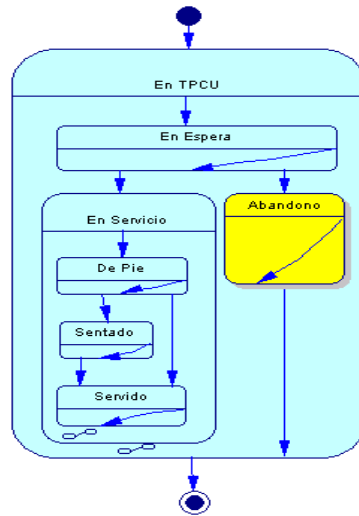 En TPCU
En Espera
En Servicio
Abandono
De Pie
Sentado
Servido